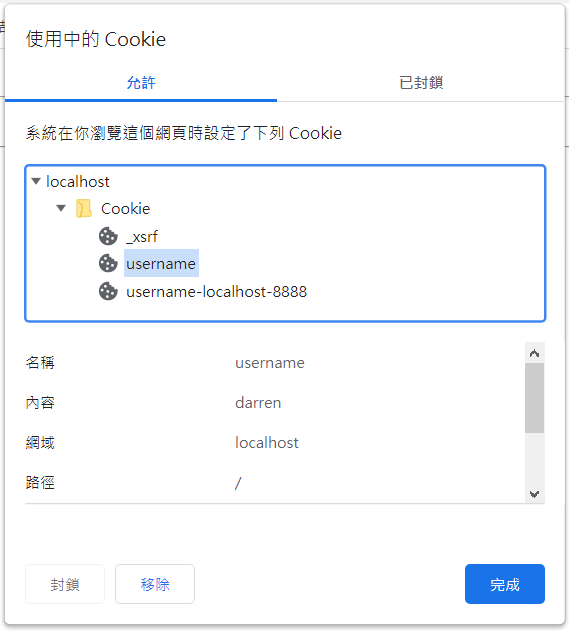 使用中的 Cookie
允許 已封鎖
系統在你瀏覽這個網頁時設定了下列 Cookie
localhost
Cookie
_xsrf
username
username-localhost-8888
名稱 username
內容 darren
網域 localhost
路徑 /
封鎖 移除 完成